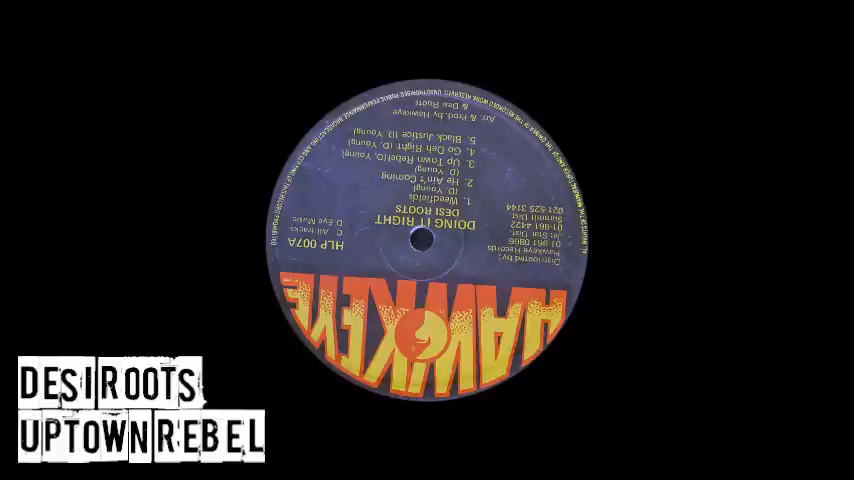 HAWKEYE
Distributed by;
Hawkeye Records
01 961 0866
Jet Star Dist.
01-961 4422
Summit Dist.
021-525 3144
HLP 007A
C. All tracks
D-Eye Music
DOING IT RIGHT
DESI ROOTS
1. Weedfields
(D. Young)
2. He Ain't Coming
(D. Young)
3. Up Town Rebel(D. Young)
4. Go Deh Right (D. Young)
5. Black Justice (D. Young)
Arr. & Prod. by Hawkeye
& Desi Roots
DESI ROOTS
UPTOWN REBEL